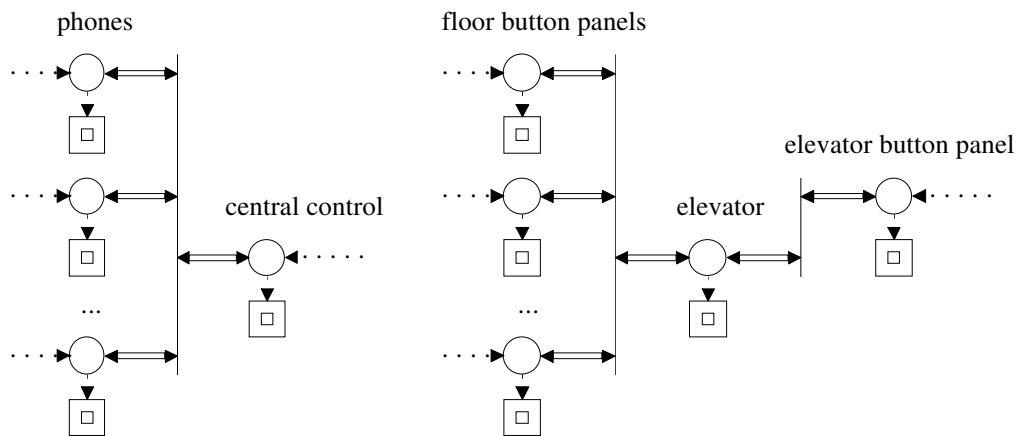 phones
floor button panels
elevator button panel
central control
elevator
...
...